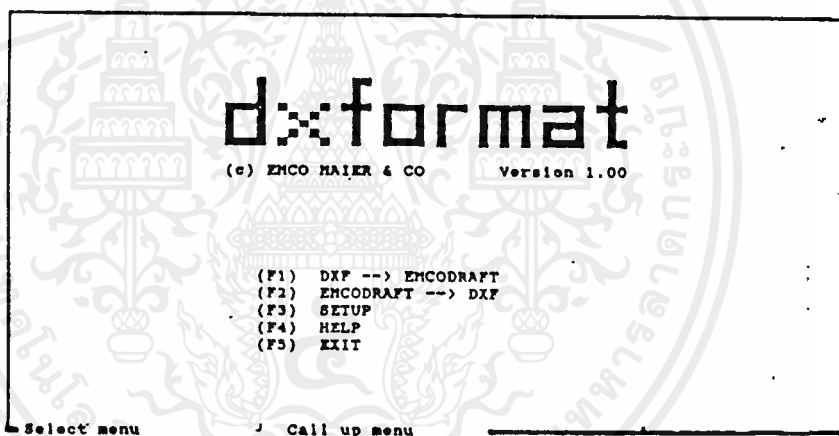 dxformat
(c) EMCO MAIER & CO Version 1.00
(F1) DXF --> EMCODRAFT
(F2) EMCODRAFT --> DXF
(F3) SETUP
(F4) HELP
(F5) EXIT
Select menu ┘ Call up menu